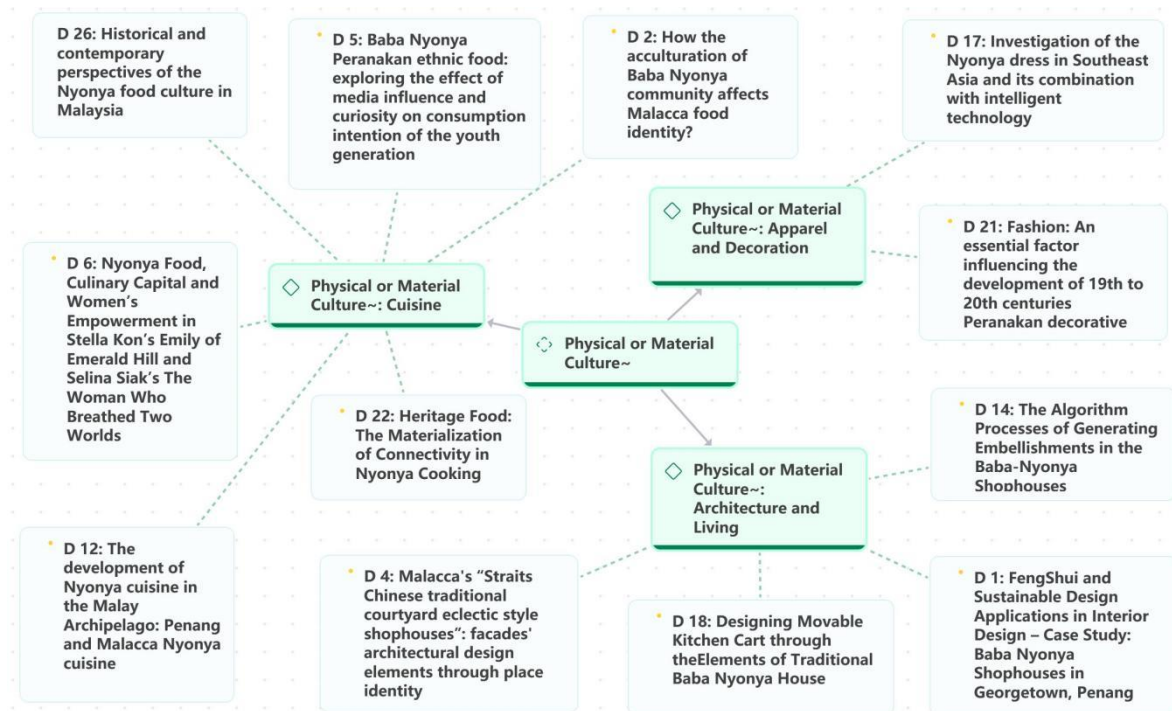 D 26: Historical and
contemporary
perspectives of the
Nyonya food culture in
Malaysia
D 5: Baba Nyonya
Peranakan ethnic food:
exploring the effect of
media influence and
curiosity on consumption
intention of the youth
generation
D 2: How the
acculturation of
Baba Nyonya
community affects
Malacca food
identity?
D 17: Investigation of the
Nyonya dress in Southeast
Asia and its combination
with intelligent
technology
Physical or Material
Culture~: Apparel
and Decoration
D 21: Fashion: An
essential factor
influencing the
development of 19th to
20th centuries
Peranakan decorative
D 6: Nyonya Food,
Culinary Capital and
Women’s
Empowerment in
Stella Kon’s Emily of
Emerald Hill and
Selina Siak’s The
Woman Who
Breathed Two
Worlds
Physical or Material
Culture~: Cuisine
Physical or Material
Culture~
D 22: Heritage Food:
The Materialization
of Connectivity in
Nyonya Cooking
D 14: The Algorithm
Processes of Generating
Embellishments in the
Baba-Nyonya
Shophouses
Physical or Material
Culture~:
Architecture and
Living
D 12: The
development of
Nyonya cuisine in
the Malay
Archipelago: Penang
and Malacca Nyonya
cuisine
D 4: Malacca's “Straits
Chinese traditional
courtyard eclectic style
shophouses”: facades'
architectural design
elements through place
identity
D 18: Designing Movable
Kitchen Cart through
theElements of Traditional
Baba Nyonya House
D 1: FengShui and
Sustainable Design
Applications in Interior
Design – Case Study:
Baba Nyonya
Shophouses in
Georgetown, Penang